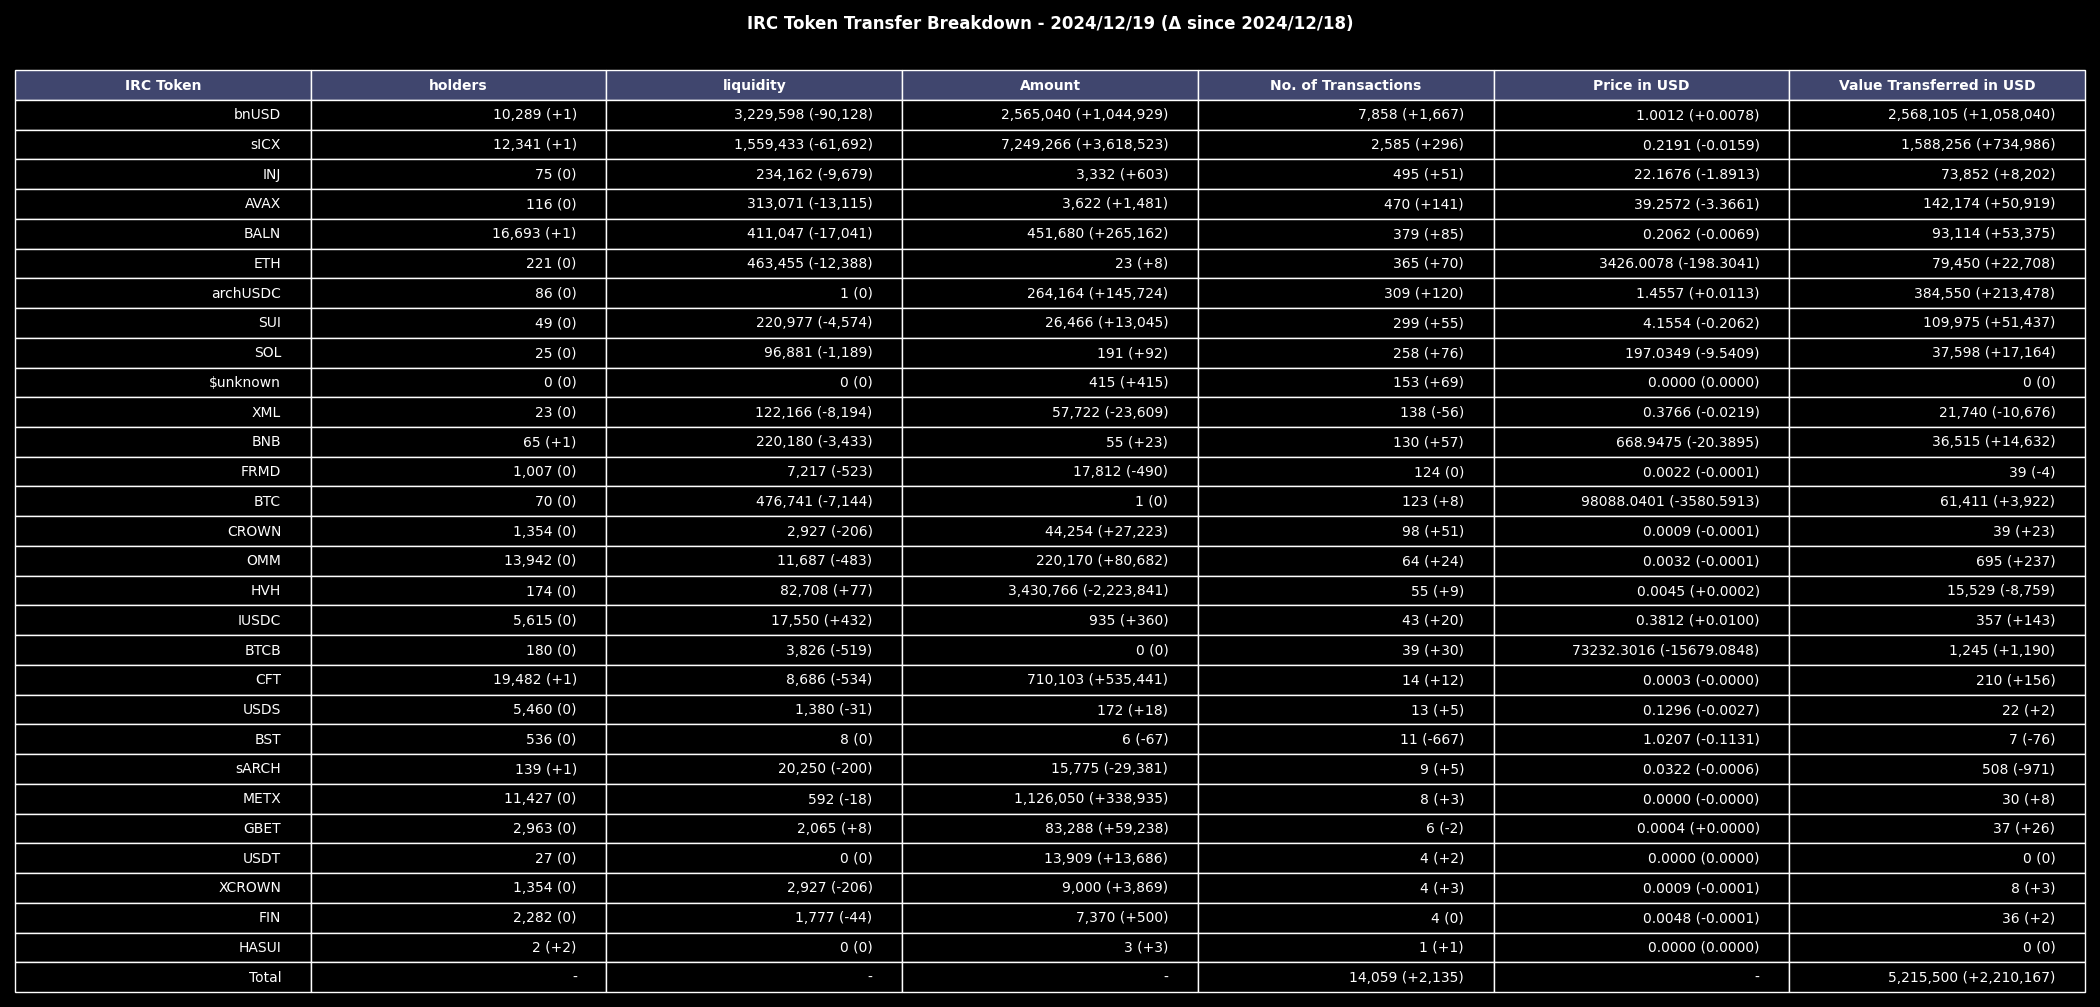 IRC Token Transfer Breakdown - 2024/12/19 (Δ since 2024/12/18)
IRC Token holders liquidity Amount No. of Transactions Price in USD Value Transferred in USD
bnUSD 10,289 (+1) 3,229,598 (-90,128) 2,565,040 (+1,044,929) 7,858 (+1,667) 1.0012 (+0.0078) 2,568,105 (+1,058,040)
sICX 12,341 (+1) 1,559,433 (-61,692) 7,249,266 (+3,618,523) 2,585 (+296) 0.2191 (-0.0159) 1,588,256 (+734,986)
INJ 75 (0) 234,162 (-9,679) 3,332 (+603) 495 (+51) 22.1676 (-1.8913) 73,852 (+8,202)
AVAX 116 (0) 313,071 (-13,115) 3,622 (+1,481) 470 (+141) 39.2572 (-3.3661) 142,174 (+50,919)
BALN 16,693 (+1) 411,047 (-17,041) 451,680 (+265,162) 379 (+85) 0.2062 (-0.0069) 93,114 (+53,375)
ETH 221 (0) 463,455 (-12,388) 23 (+8) 365 (+70) 3426.0078 (-198.3041) 79,450 (+22,708)
archUSDC 86 (0) 1 (0) 264,164 (+145,724) 309 (+120) 1.4557 (+0.0113) 384,550 (+213,478)
SUI 49 (0) 220,977 (-4,574) 26,466 (+13,045) 299 (+55) 4.1554 (-0.2062) 109,975 (+51,437)
SOL 25 (0) 96,881 (-1,189) 191 (+92) 258 (+76) 197.0349 (-9.5409) 37,598 (+17,164)
$unknown 0 (0) 0 (0) 415 (+415) 153 (+69) 0.0000 (0.0000) 0 (0)
XML 23 (0) 122,166 (-8,194) 57,722 (-23,609) 138 (-56) 0.3766 (-0.0219) 21,740 (-10,676)
BNB 65 (+1) 220,180 (-3,433) 55 (+23) 130 (+57) 668.9475 (-20.3895) 36,515 (+14,632)
FRMD 1,007 (0) 7,217 (-523) 17,812 (-490) 124 (0) 0.0022 (-0.0001) 39 (-4)
BTC 70 (0) 476,741 (-7,144) 1 (0) 123 (+8) 98088.0401 (-3580.5913) 61,411 (+3,922)
CROWN 1,354 (0) 2,927 (-206) 44,254 (+27,223) 98 (+51) 0.0009 (-0.0001) 39 (+23)
OMM 13,942 (0) 11,687 (-483) 220,170 (+80,682) 64 (+24) 0.0032 (-0.0001) 695 (+237)
HVH 174 (0) 82,708 (+77) 3,430,766 (-2,223,841) 55 (+9) 0.0045 (+0.0002) 15,529 (-8,759)
IUSDC 5,615 (0) 17,550 (+432) 935 (+360) 43 (+20) 0.3812 (+0.0100) 357 (+143)
BTCB 180 (0) 3,826 (-519) 0 (0) 39 (+30) 73232.3016 (-15679.0848) 1,245 (+1,190)
CFT 19,482 (+1) 8,686 (-534) 710,103 (+535,441) 14 (+12) 0.0003 (-0.0000) 210 (+156)
USDS 5,460 (0) 1,380 (-31) 172 (+18) 13 (+5) 0.1296 (-0.0027) 22 (+2)
BST 536 (0) 8 (0) 6 (-67) 11 (-667) 1.0207 (-0.1131) 7 (-76)
sARCH 139 (+1) 20,250 (-200) 15,775 (-29,381) 9 (+5) 0.0322 (-0.0006) 508 (-971)
METX 11,427 (0) 592 (-18) 1,126,050 (+338,935) 8 (+3) 0.0000 (-0.0000) 30 (+8)
GBET 2,963 (0) 2,065 (+8) 83,288 (+59,238) 6 (-2) 0.0004 (+0.0000) 37 (+26)
USDT 27 (0) 0 (0) 13,909 (+13,686) 4 (+2) 0.0000 (0.0000) 0 (0)
XCROWN 1,354 (0) 2,927 (-206) 9,000 (+3,869) 4 (+3) 0.0009 (-0.0001) 8 (+3)
FIN 2,282 (0) 1,777 (-44) 7,370 (+500) 4 (0) 0.0048 (-0.0001) 36 (+2)
HASUI 2 (+2) 0 (0) 3 (+3) 1 (+1) 0.0000 (0.0000) 0 (0)
Total - - - 14,059 (+2,135) - 5,215,500 (+2,210,167)